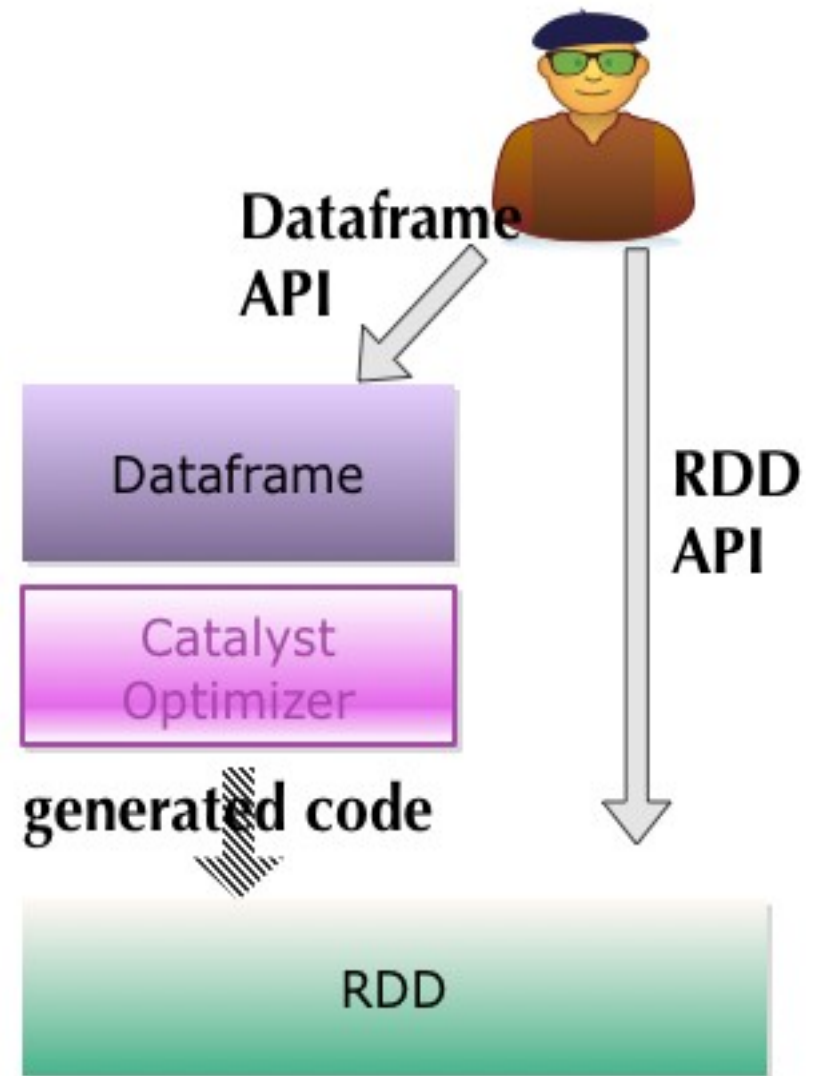 Dataframe
API
Dataframe
RDD
API
Catalyst
Optimizer
generated code
RDD